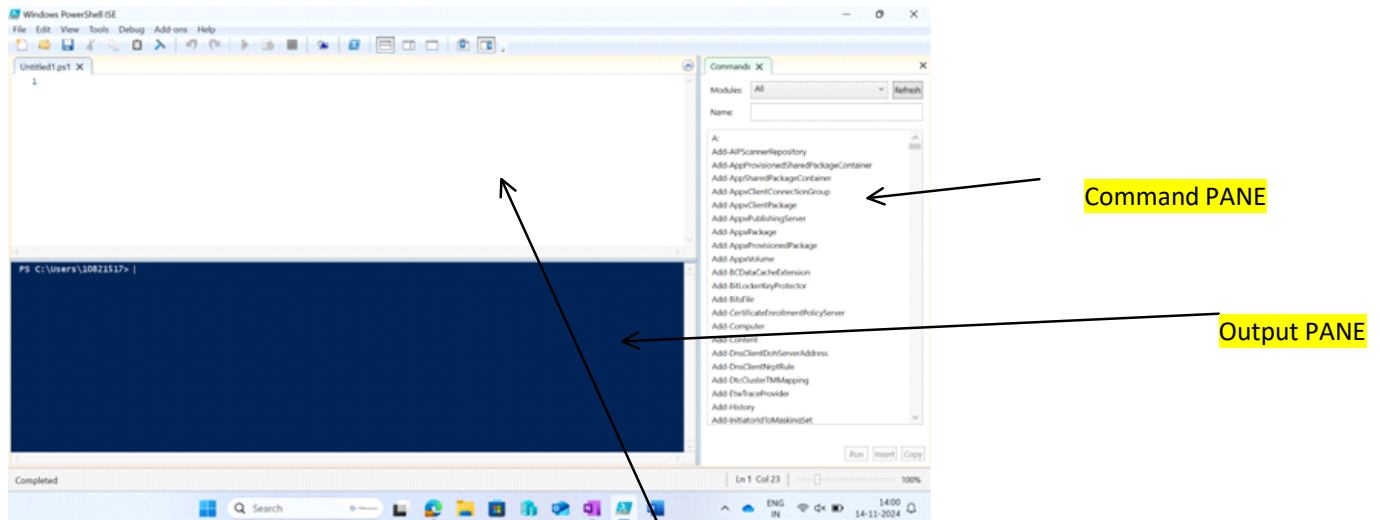 Windows PowerShell ISE
File Edit View Tools Debug Add-ons Help
Untitled1.ps1 X
1
PS C:\Users\10821517>
Completed
Ln 1 Col 23
100%
Commands X
Modules: All
Refresh
Name:
A:
Add-AIPScannerRepository
Add-AppProvisionedSharedPackageContainer
Add-AppSharedPackageContainer
Add-AppvClientConnectionGroup
Add-AppvClientPackage
Add-AppvPublishingServer
Add-AppxPackage
Add-AppxProvisionedPackage
Add-AppxVolume
Add-BCDataCacheExtension
Add-BitLockerKeyProtector
Add-BitsFile
Add-CertificateEnrollmentPolicyServer
Add-Computer
Add-Content
Add-DnsClientDohServerAddress
Add-DnsClientNrptRule
Add-DtcClusterTMMapping
Add-EtwTraceProvider
Add-History
Add-InitiatorIdToMaskingSet
Run Insert Copy
Command PANE
Output PANE
Search
ENG
IN
14:00
14-11-2024